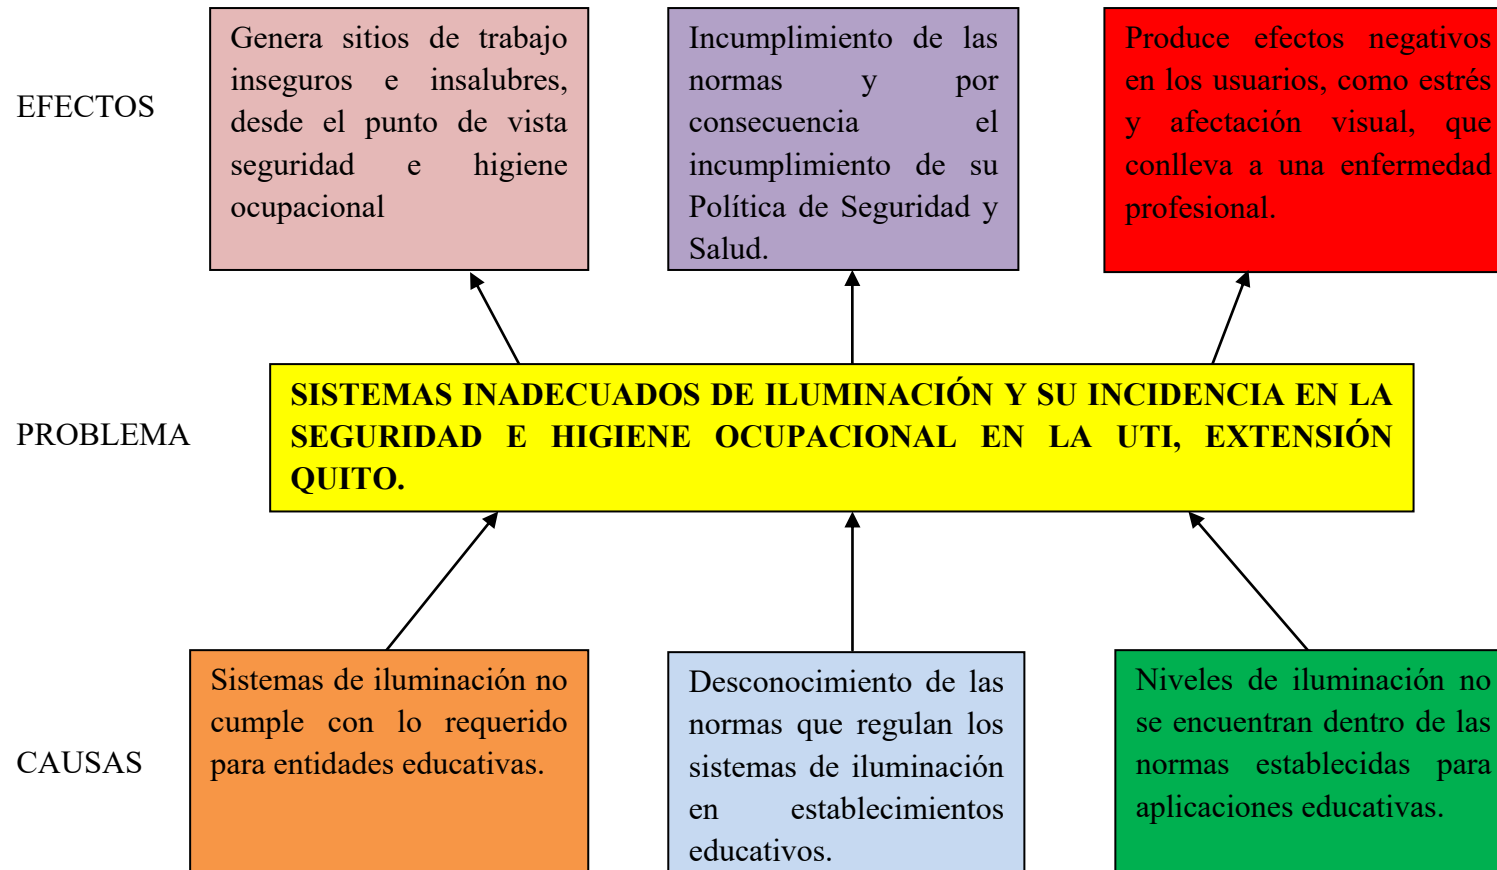 EFECTOS
Genera sitios de trabajo
inseguros e insalubres,
desde el punto de vista
seguridad e higiene
ocupacional
Incumplimiento de las
normas y por
consecuencia el
incumplimiento de su
Política de Seguridad y
Salud.
Produce efectos negativos
en los usuarios, como estrés
y afectación visual, que
conlleva a una enfermedad
profesional.
PROBLEMA
SISTEMAS INADECUADOS DE ILUMINACIÓN Y SU INCIDENCIA EN LA
SEGURIDAD E HIGIENE OCUPACIONAL EN LA UTI, EXTENSIÓN
QUITO.
CAUSAS
Sistemas de iluminación no
cumple con lo requerido
para entidades educativas.
Desconocimiento de las
normas que regulan los
sistemas de iluminación
en establecimientos
educativos.
Niveles de iluminación no
se encuentran dentro de las
normas establecidas para
aplicaciones educativas.